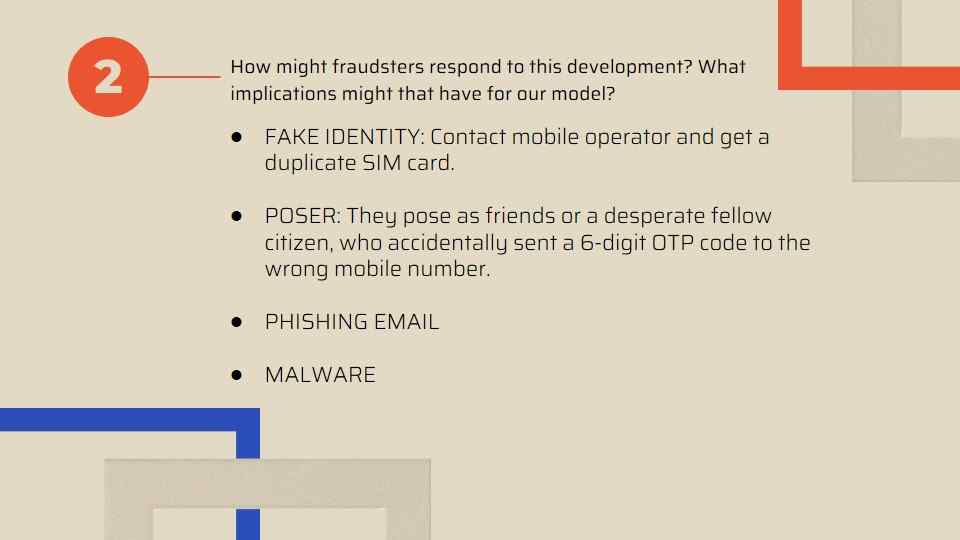 2
How might fraudsters respond to this development? What
implications might that have for our model?
● FAKE IDENTITY: Contact mobile operator and get a
duplicate SIM card.
● POSER: They pose as friends or a desperate fellow
citizen, who accidentally sent a 6-digit OTP code to the
wrong mobile number.
● PHISHING EMAIL
● MALWARE